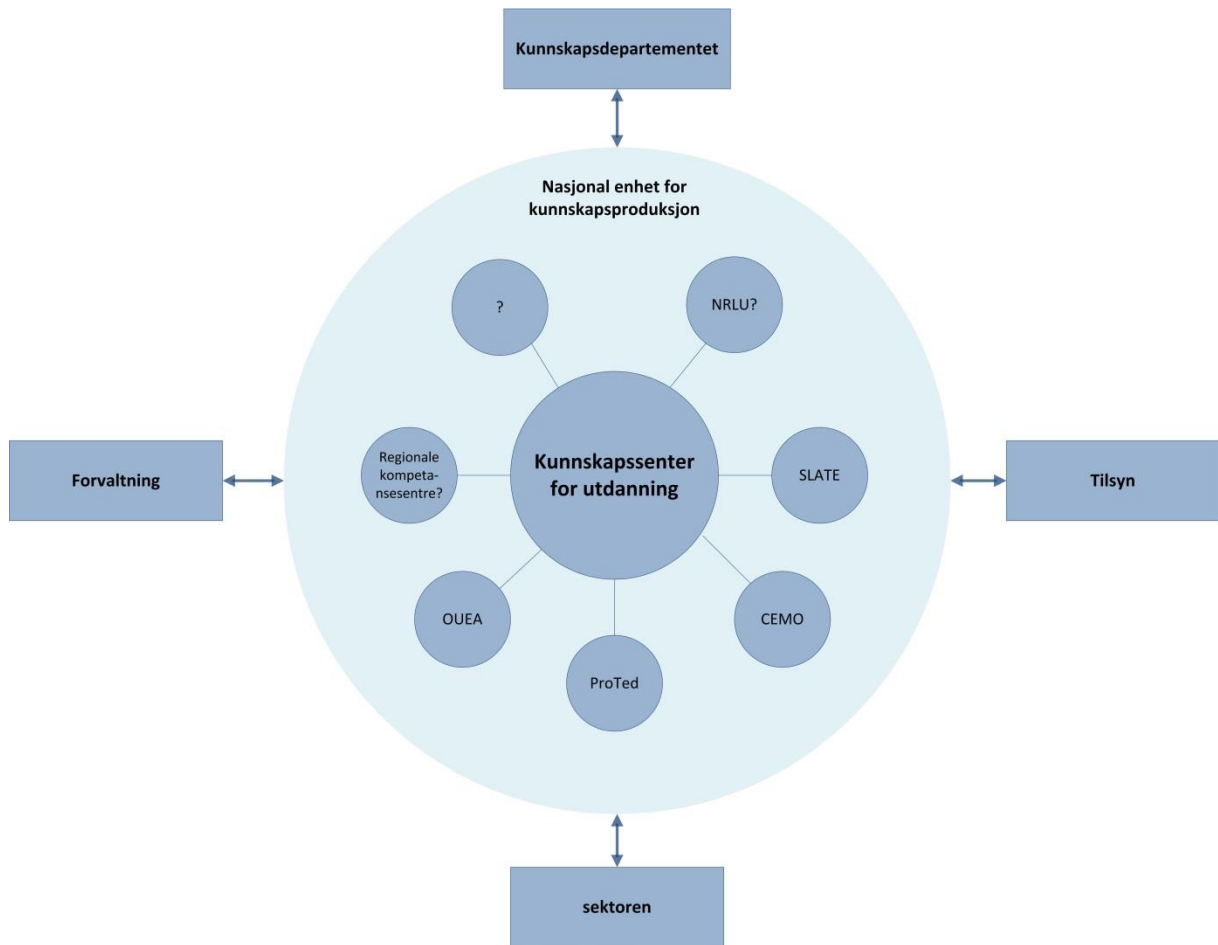 Kunnskapsdepartementet
Nasjonal enhet for
kunnskapsproduksjon
?
NRLU?
Regionale
kompeta-
nsesentre?
Kunnskapssenter
for utdanning
SLATE
Forvaltning
Tilsyn
OUEA
CEMO
ProTed
sektoren